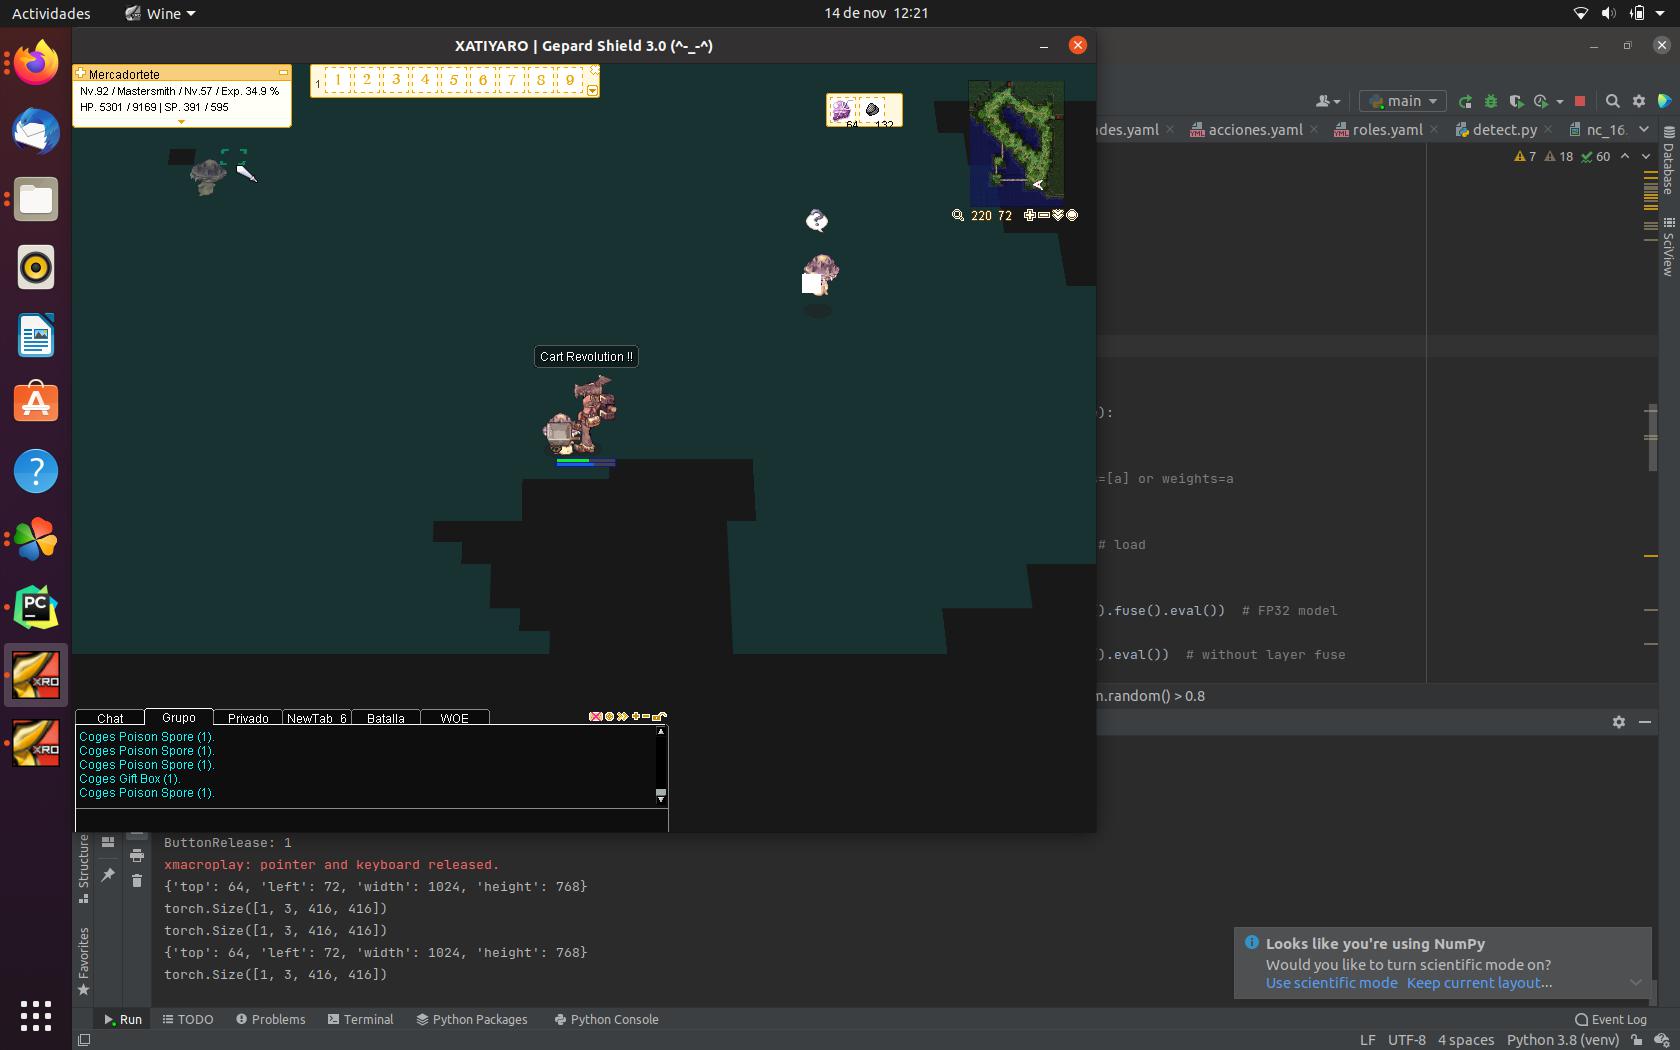 Actividades
Wine
14 de nov 12:21
XATIYARO | Gepard Shield 3.0 (^-_-^)
Mercadortete
Nv.92 / Mastersmith / Nv.57 / Exp. 34.9 %
HP. 5301 / 9169 | SP. 391 / 595
1 1 2 3 4 5 6 7 8 9
64 132
220 72
?
Cart Revolution !!
main
des.yaml
acciones.yaml
roles.yaml
detect.py
nc_16.
7 18 60
Database
SciView
):
=[a] or weights=a
# load
).fuse().eval()) # FP32 model
).eval()) # without layer fuse
m.random() > 0.8
Chat Grupo Privado NewTab_6 Batalla WOE
Coges Poison Spore (1).
Coges Poison Spore (1).
Coges Poison Spore (1).
Coges Gift Box (1).
Coges Poison Spore (1).
PC
XRO
XRO
Structure
Favorites
ButtonRelease: 1
xmacroplay: pointer and keyboard released.
{'top': 64, 'left': 72, 'width': 1024, 'height': 768}
torch.Size([1, 3, 416, 416])
torch.Size([1, 3, 416, 416])
{'top': 64, 'left': 72, 'width': 1024, 'height': 768}
torch.Size([1, 3, 416, 416])
Looks like you're using NumPy
Would you like to turn scientific mode on?
Use scientific mode Keep current layout...
Run TODO Problems Terminal Python Packages Python Console
Event Log
LF UTF-8 4 spaces Python 3.8 (venv)